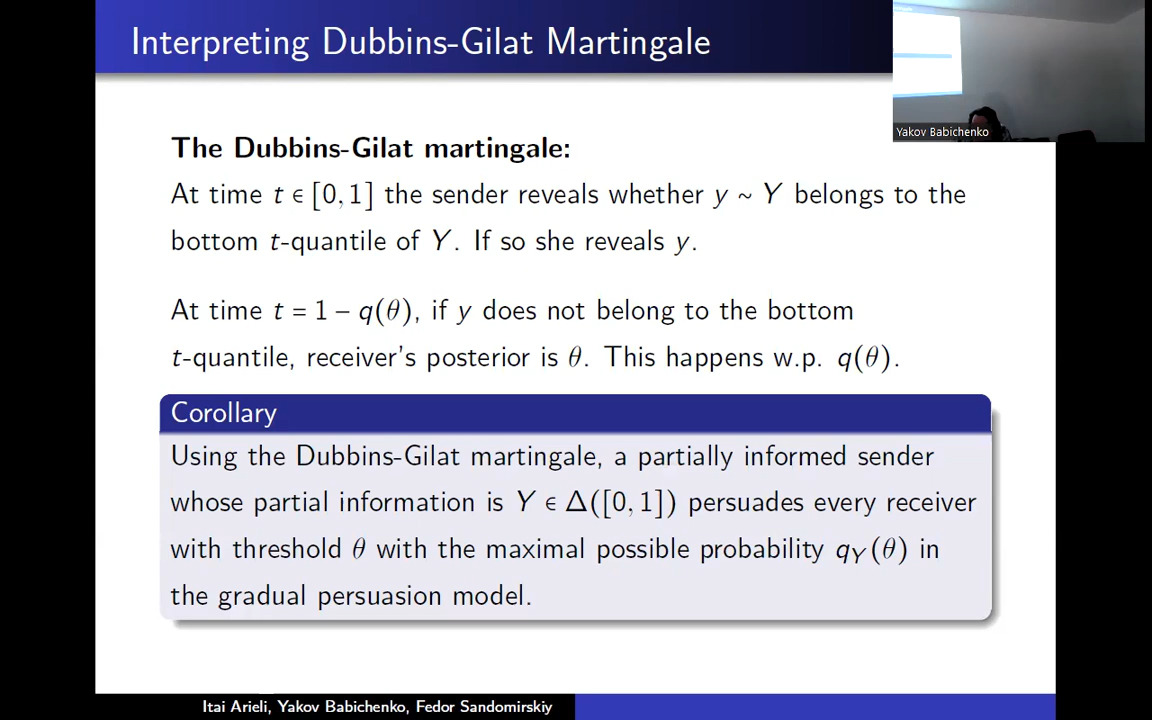 Interpreting Dubbins-Gilat Martingale
Yakov Babichenko
The Dubbins-Gilat martingale:
At time t ∈ [0, 1] the sender reveals whether y ~ Y belongs to the
bottom t-quantile of Y. If so she reveals y.
At time t = 1 − q(θ), if y does not belong to the bottom
t-quantile, receiver's posterior is θ. This happens w.p. q(θ).
Corollary
Using the Dubbins-Gilat martingale, a partially informed sender
whose partial information is Y ∈ Δ([0, 1]) persuades every receiver
with threshold θ with the maximal possible probability q_Y(θ) in
the gradual persuasion model.
Itai Arieli, Yakov Babichenko, Fedor Sandomirskiy